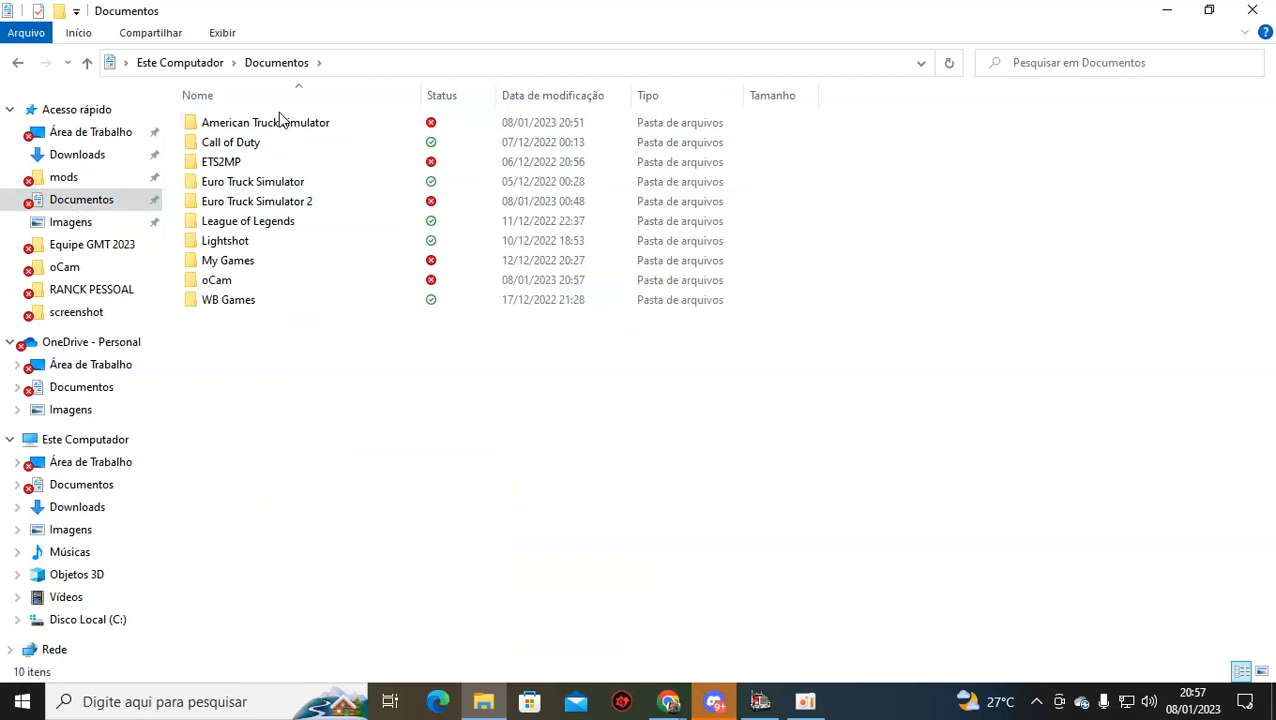 Documentos
Arquivo Início Compartilhar Exibir
Este Computador Documentos Pesquisar em Documentos
Nome Status Data de modificação Tipo Tamanho
American Truck Simulator 08/01/2023 20:51 Pasta de arquivos
Call of Duty 07/12/2022 00:13 Pasta de arquivos
ETS2MP 06/12/2022 20:56 Pasta de arquivos
Euro Truck Simulator 05/12/2022 00:28 Pasta de arquivos
Euro Truck Simulator 2 08/01/2023 00:48 Pasta de arquivos
League of Legends 11/12/2022 22:37 Pasta de arquivos
Lightshot 10/12/2022 18:53 Pasta de arquivos
My Games 12/12/2022 20:27 Pasta de arquivos
oCam 08/01/2023 20:57 Pasta de arquivos
WB Games 17/12/2022 21:28 Pasta de arquivos
Acesso rápido
Área de Trabalho
Downloads
mods
Documentos
Imagens
Equipe GMT 2023
oCam
RANCK PESSOAL
screenshot
OneDrive - Personal
Área de Trabalho
Documentos
Imagens
Este Computador
Área de Trabalho
Documentos
Downloads
Imagens
Músicas
Objetos 3D
Vídeos
Disco Local (C:)
Rede
10 itens
Digite aqui para pesquisar 9+ 27°C 20:57
08/01/2023